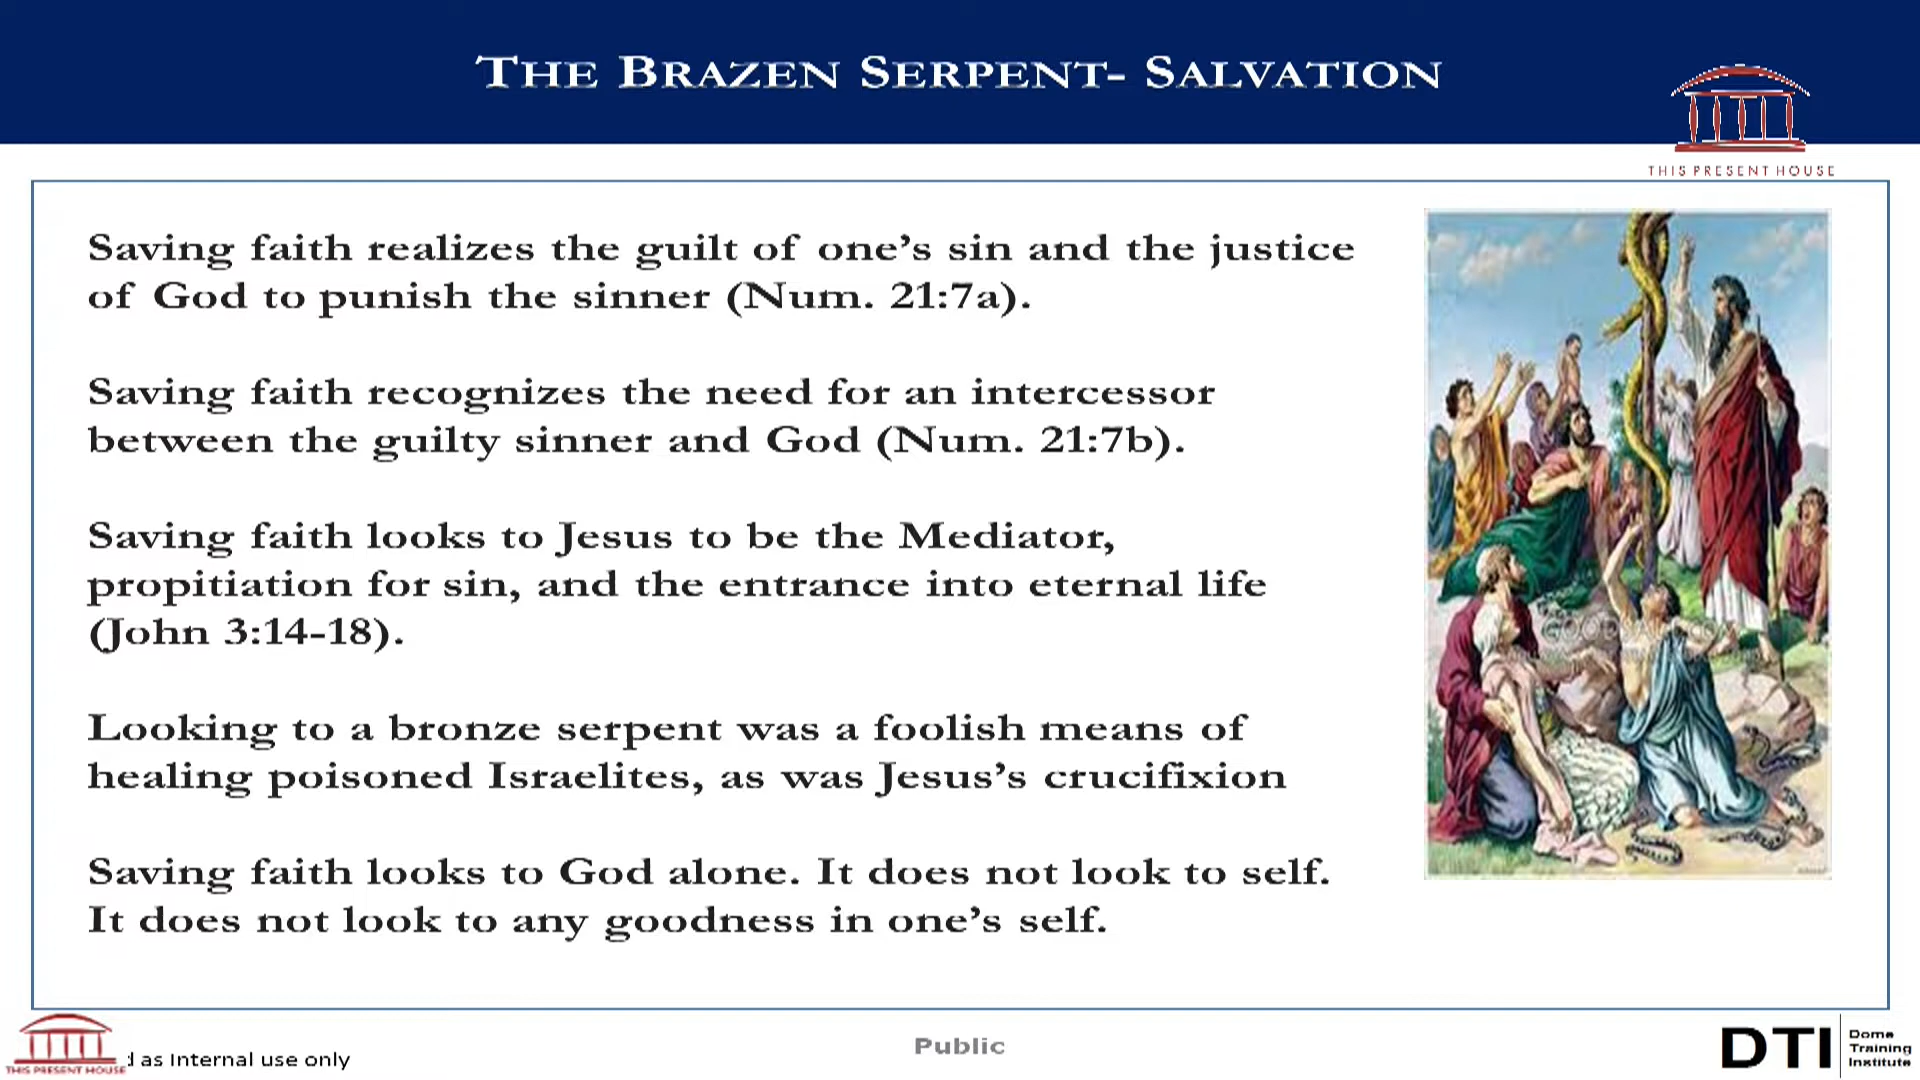 THE BRAZEN SERPENT- SALVATION
THIS PRESENT HOUSE
Saving faith realizes the guilt of one’s sin and the justice
of God to punish the sinner (Num. 21:7a).
Saving faith recognizes the need for an intercessor
between the guilty sinner and God (Num. 21:7b).
Saving faith looks to Jesus to be the Mediator,
propitiation for sin, and the entrance into eternal life
(John 3:14-18).
Looking to a bronze serpent was a foolish means of
healing poisoned Israelites, as was Jesus’s crucifixion
Saving faith looks to God alone. It does not look to self.
It does not look to any goodness in one’s self.
THIS PRESENT HOUSE
as Internal use only
Public
DTI
Dome
Training
Institute